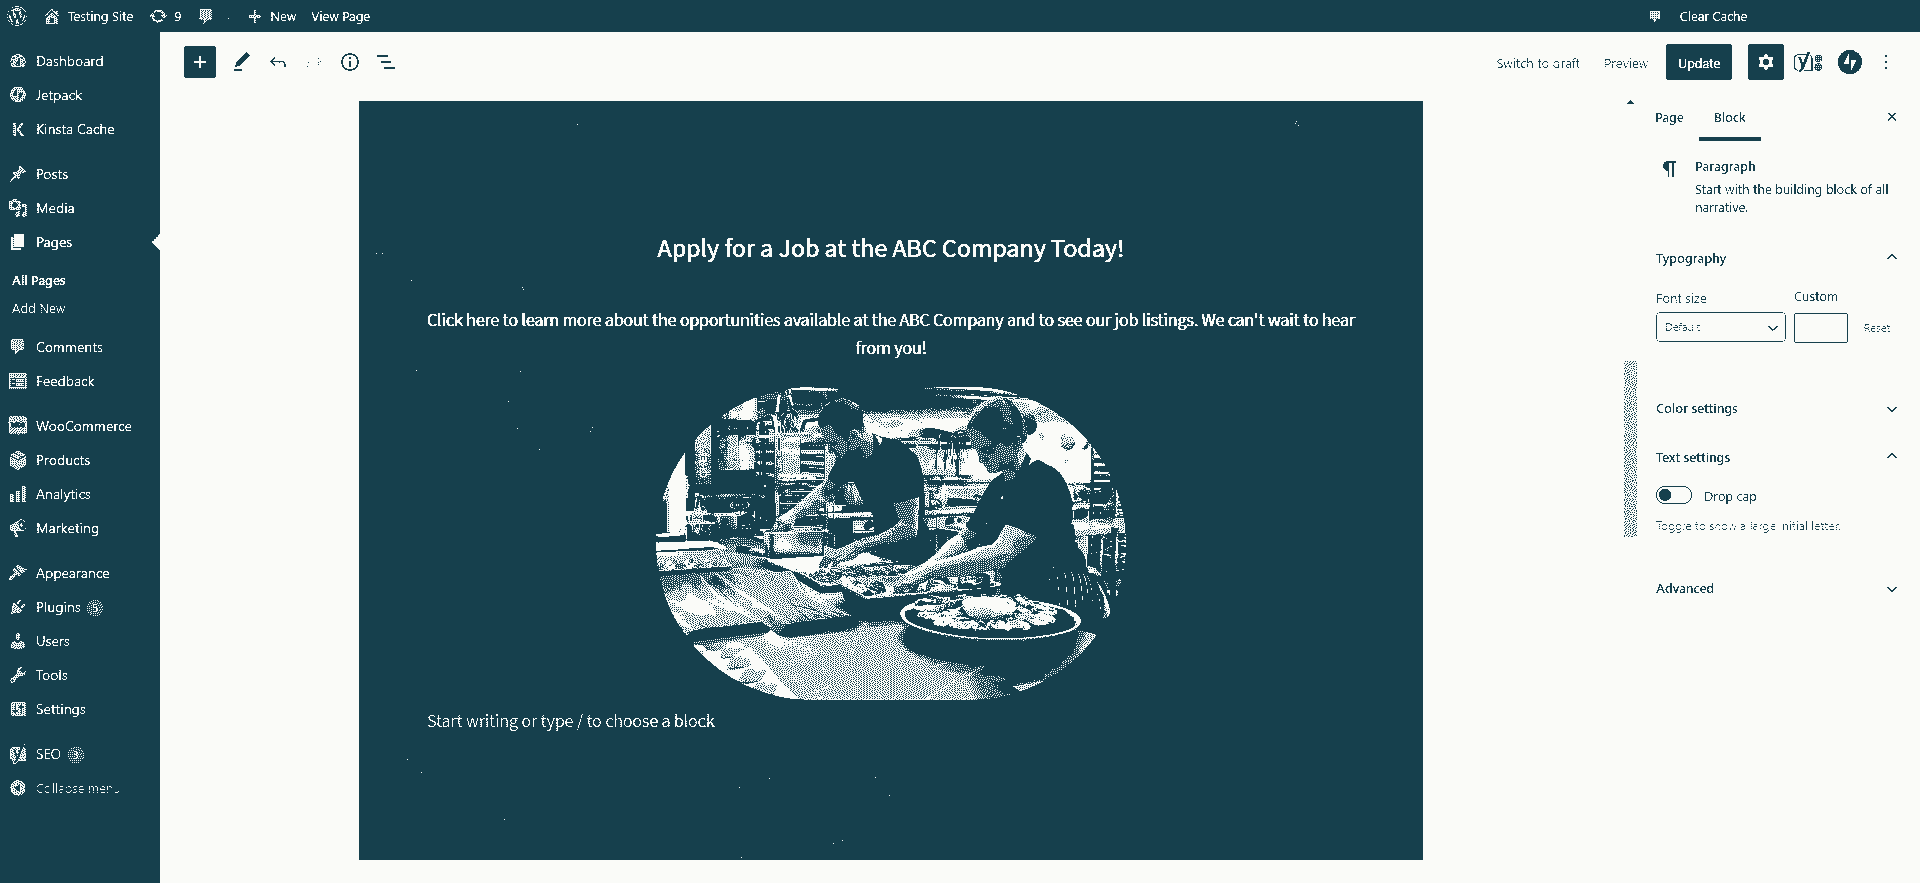 Testing Site
9
New
View Page
Clear Cache
Dashboard
Jetpack
Kinsta Cache
Posts
Media
Pages
All Pages
Add New
Comments
Feedback
WooCommerce
Products
Analytics
Marketing
Appearance
Plugins 5
Users
Tools
Settings
SEO
Collapse menu
Switch to draft
Preview
Update
Apply for a Job at the ABC Company Today!
Click here to learn more about the opportunities available at the ABC Company and to see our job listings. We can't wait to hear
from you!
Start writing or type / to choose a block
Page
Block
Paragraph
Start with the building block of all
narrative.
Typography
Font size
Custom
Default
Reset
Color settings
Text settings
Drop cap
Toggle to show a large initial letter.
Advanced